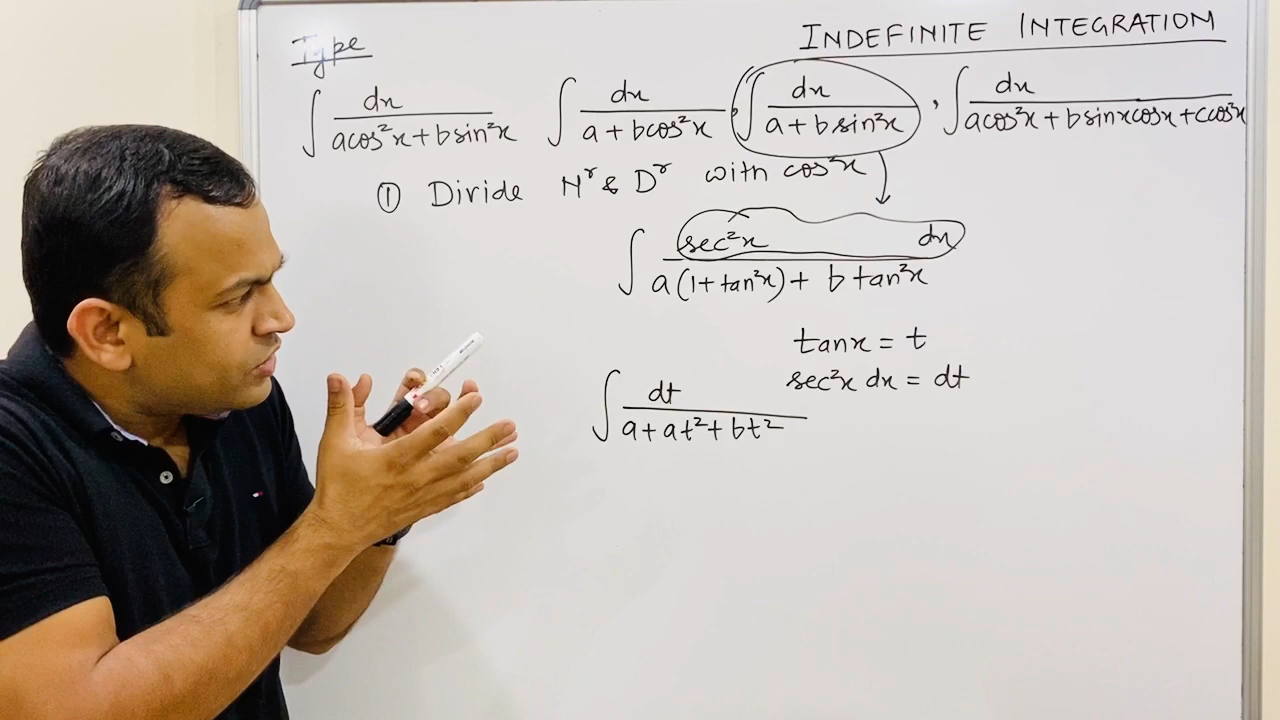 INDEFINITE INTEGRATION
Type
∫ dx / (acos²x + bsin²x) ∫ dx / (a + bcos²x) , ∫ dx / (a + bsin²x) , ∫ dx / (acos²x + bsinxcosx + ccos²x)
① Divide Nʳ & Dʳ with cos²x
∫ sec²x dx / (a(1+tan²x) + b tan²x)
tanx = t
sec²x dx = dt
∫ dt / (a + at² + bt²)